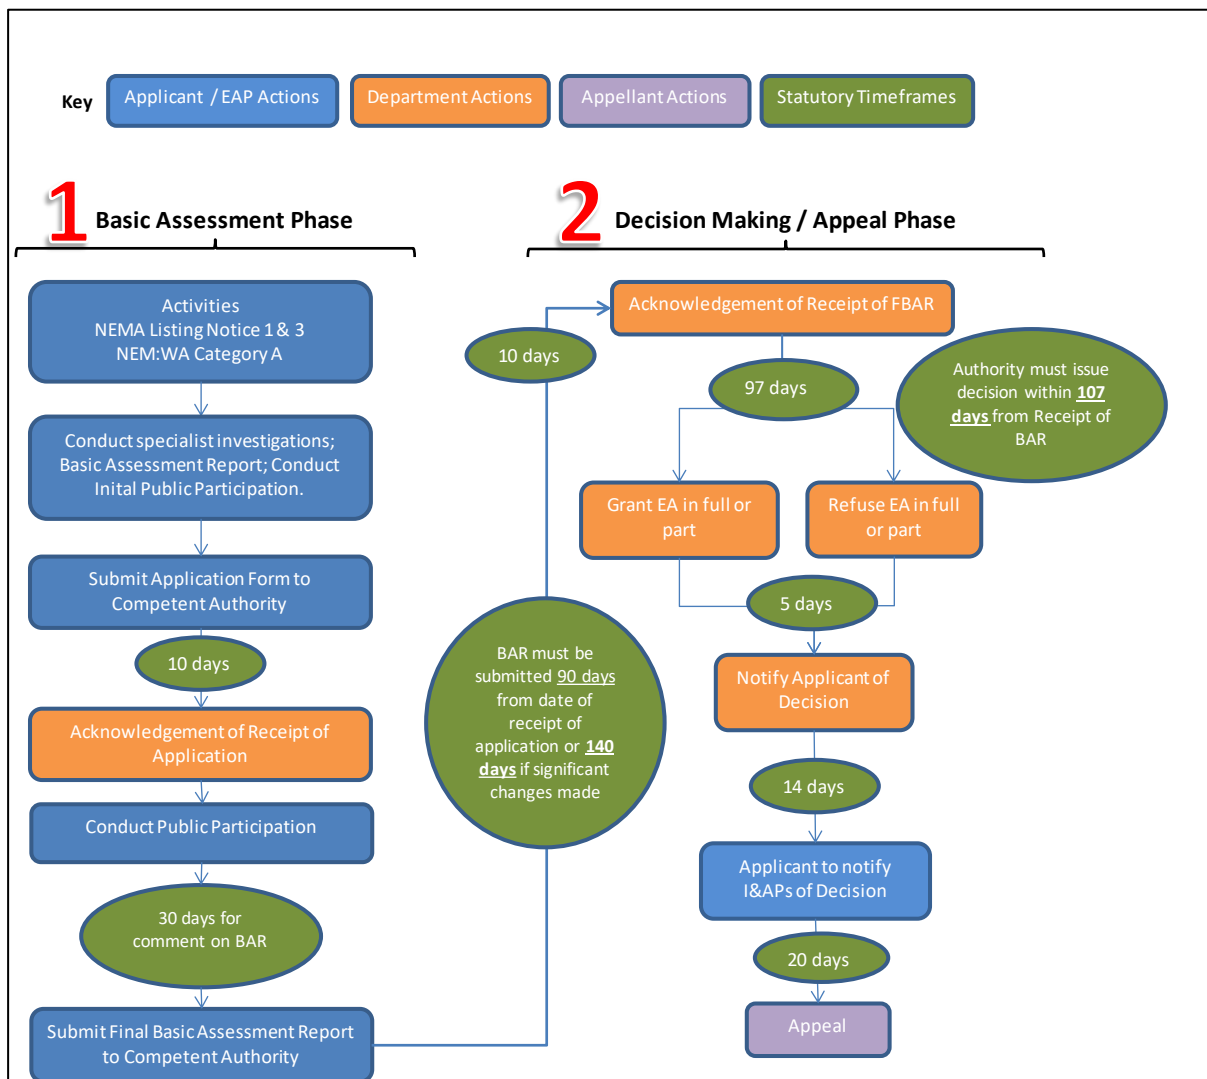 Key
Applicant / EAP Actions
Department Actions
Appellant Actions
Statutory Timeframes
1
Basic Assessment Phase
Activities
NEMA Listing Notice 1 & 3
NEM:WA Category A
Conduct specialist investigations;
Basic Assessment Report; Conduct
Inital Public Participation.
Submit Application Form to
Competent Authority
10 days
Acknowledgement of Receipt of
Application
Conduct Public Participation
30 days for
comment on BAR
Submit Final Basic Assessment Report
to Competent Authority
BAR must be
submitted 90 days
from date of
receipt of
application or 140
days if significant
changes made
10 days
2
Decision Making / Appeal Phase
Acknowledgement of Receipt of FBAR
97 days
Authority must issue
decision within 107
days from Receipt of
BAR
Grant EA in full or
part
Refuse EA in full
or part
5 days
Notify Applicant of
Decision
14 days
Applicant to notify
I&APs of Decision
20 days
Appeal